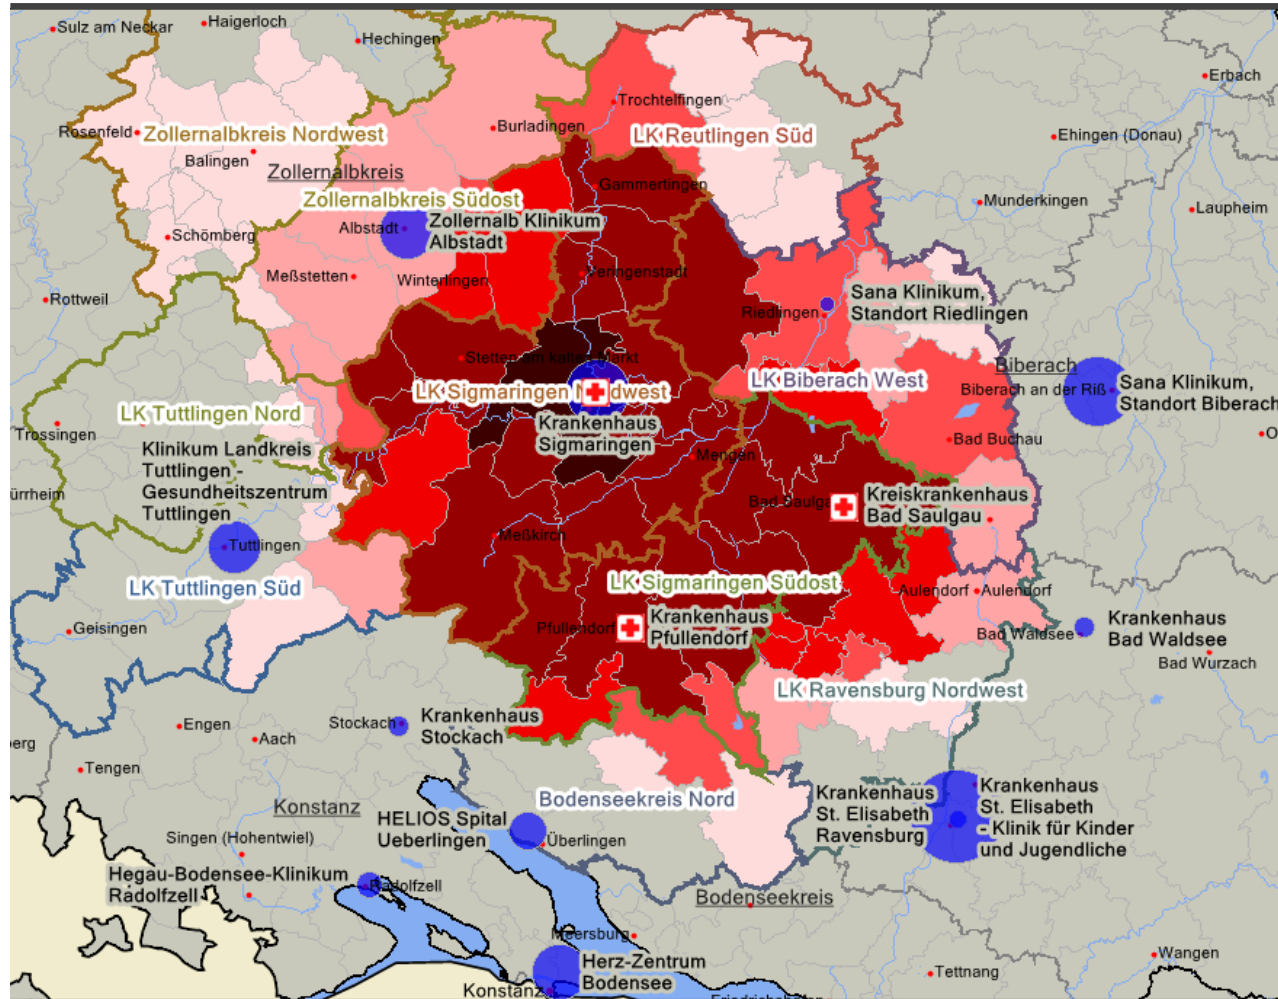 Sulz am Neckar
Haigerloch
Hechingen
Erbach
Trochtelfingen
Burladingen
Rosenfeld
Zollernalbkreis Nordwest
LK Reutlingen Süd
Ehingen (Donau)
Balingen
Zollernalbkreis
Gammertingen
Zollernalbkreis Südost
Munderkingen
Laupheim
Albstadt
Zollernalb Klinikum
Albstadt
Schömberg
Meßstetten
Winterlingen
Veringenstadt
Rottweil
Sana Klinikum,
Standort Riedlingen
Riedlingen
Stetten am kalten Markt
Biberach
LK Sigmaringen Nordwest
LK Biberach West
Biberach an der Riß
Sana Klinikum,
Standort Biberach
LK Tuttlingen Nord
Krankenhaus
Sigmaringen
Trossingen
Bad Buchau
Klinikum Landkreis
Tuttlingen -
Gesundheitszentrum
Tuttlingen
Mengen
ürrheim
Bad Saulga
Kreiskrankenhaus
Bad Saulgau
Meßkirch
Tuttlingen
LK Tuttlingen Süd
LK Sigmaringen Südost
Aulendorf
Aulendorf
Geisingen
Pfullendorf
Krankenhaus
Pfullendorf
Bad Waldsee
Krankenhaus
Bad Waldsee
Bad Wurzach
LK Ravensburg Nordwest
Engen
Stockach
Krankenhaus
Stockach
Aach
erg
Tengen
Konstanz
Bodenseekreis Nord
Krankenhaus
St. Elisabeth
Ravensburg
Krankenhaus
St. Elisabeth
- Klinik für Kinder
und Jugendliche
Singen (Hohentwiel)
HELIOS Spital
Ueberlingen
Überlingen
Hegau-Bodensee-Klinikum
Radolfzell
Radolfzell
Bodenseekreis
Meersburg
Herz-Zentrum
Bodensee
Konstanz
Wangen
Tettnang